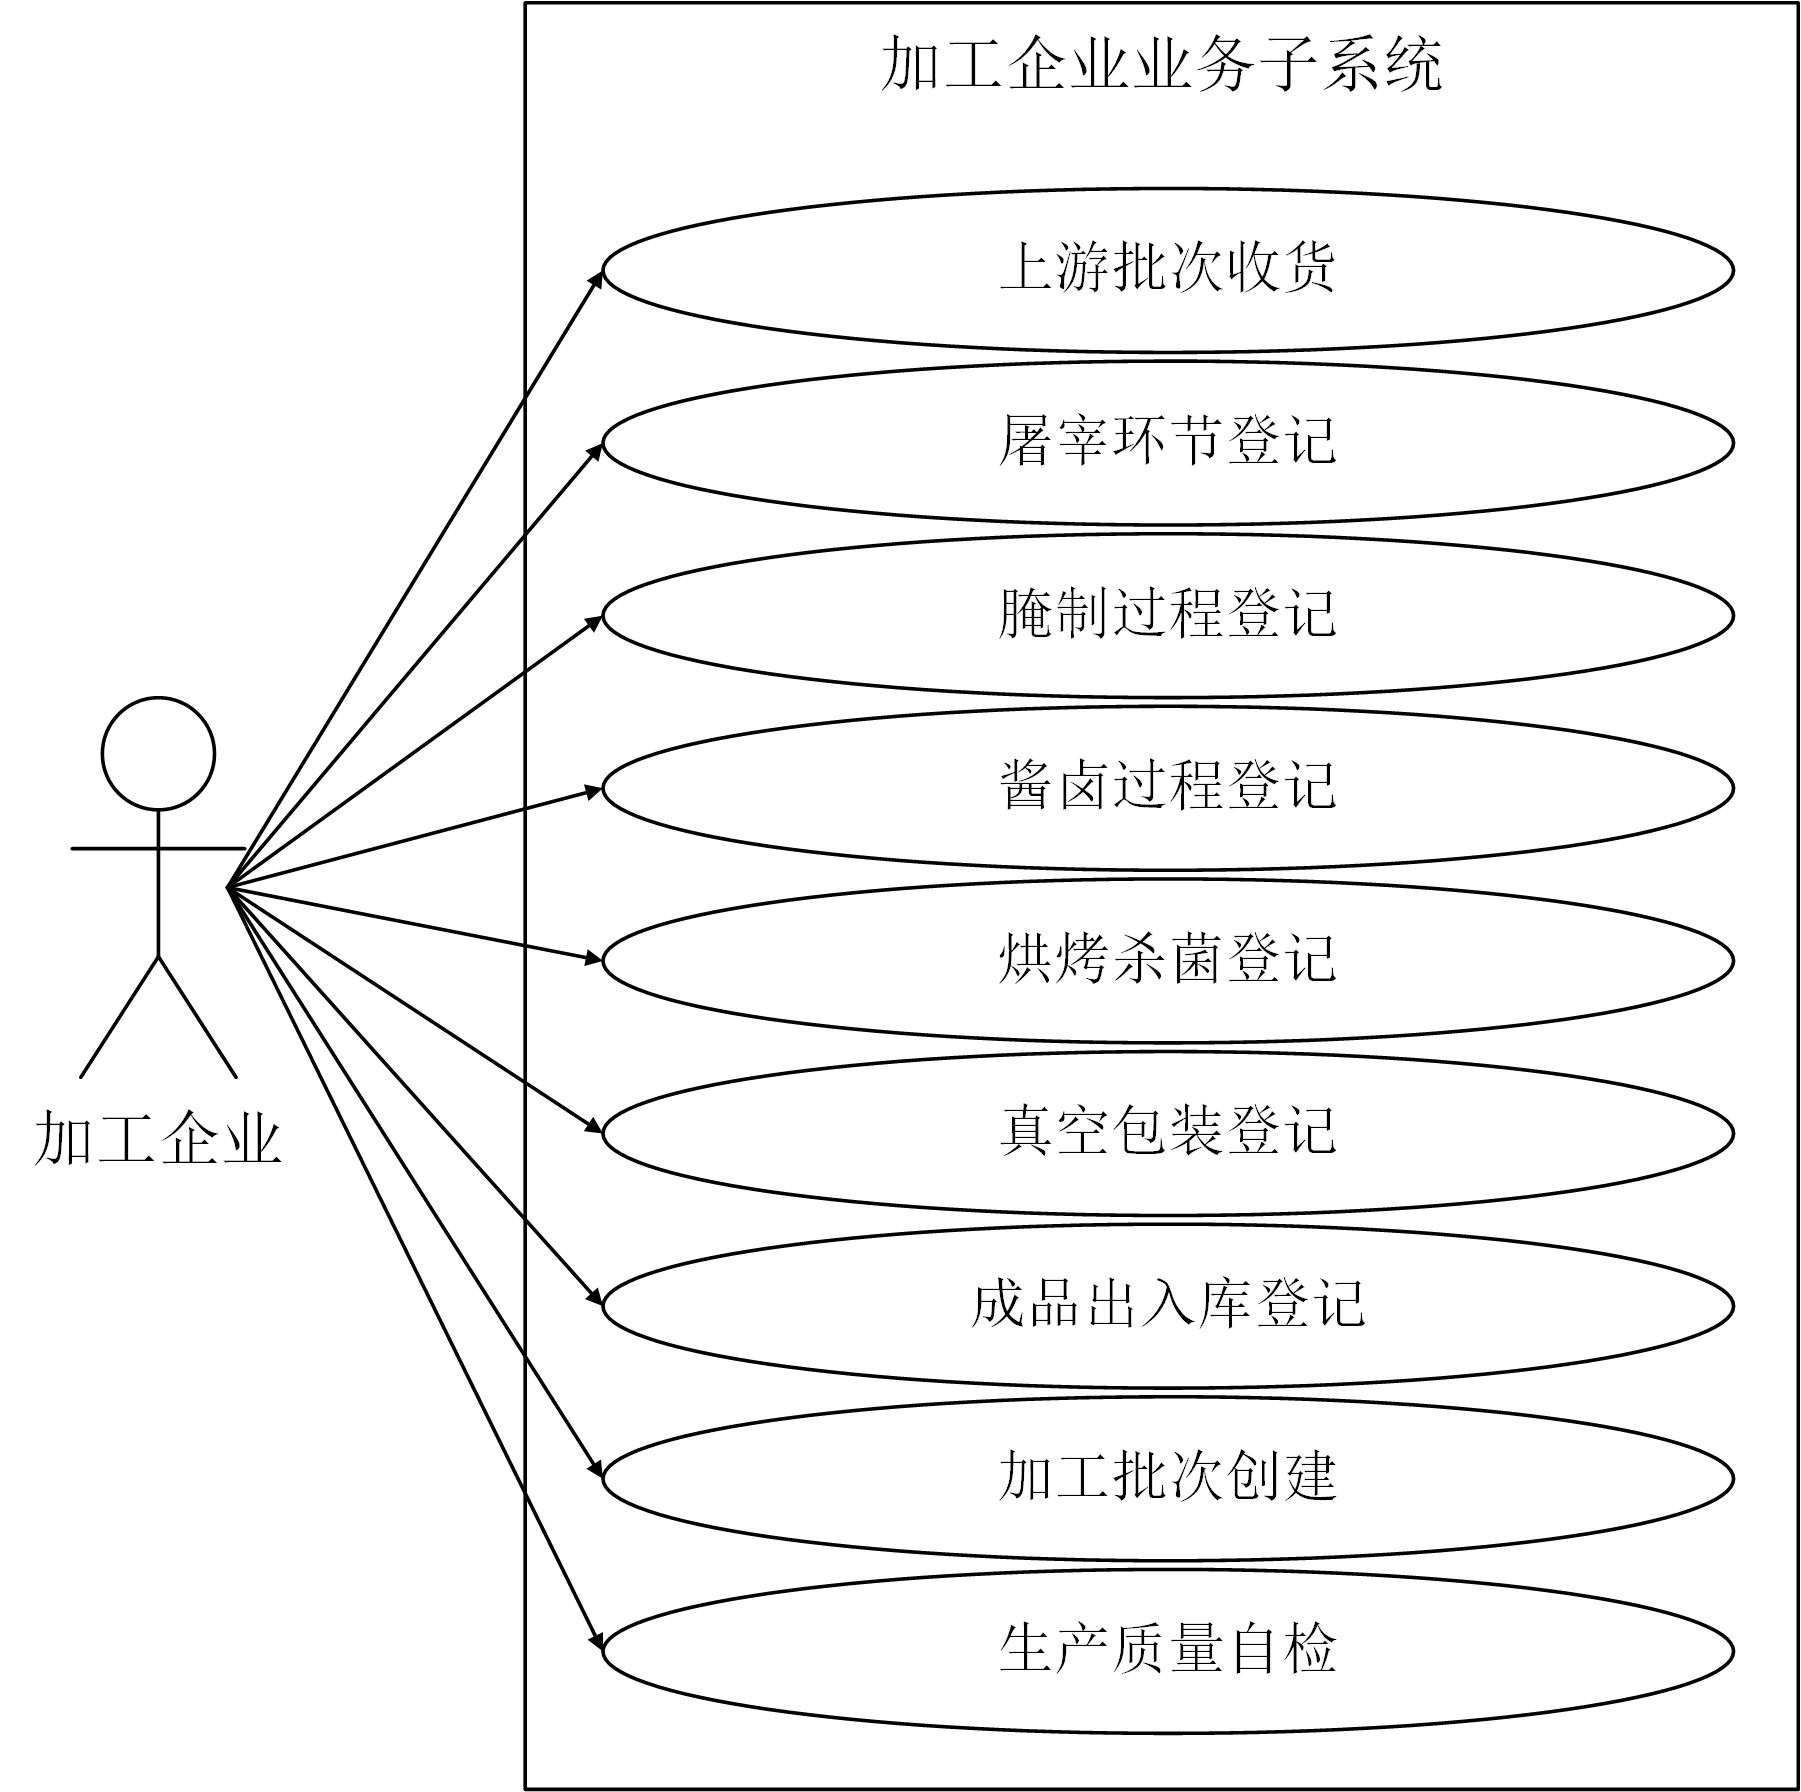 加工企业业务子系统
上游批次收货
屠宰环节登记
腌制过程登记
酱卤过程登记
烘烤杀菌登记
加工企业
真空包装登记
成品出入库登记
加工批次创建
生产质量自检